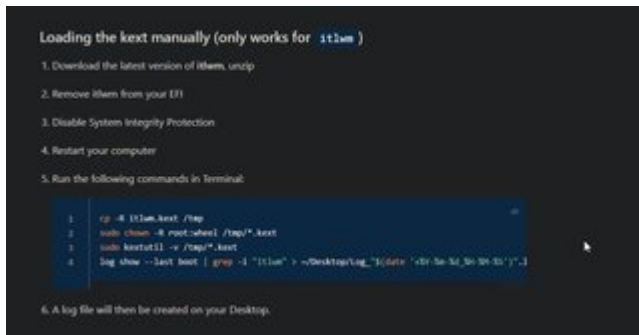 Loading the kext manually (only works for itlwm )
1. Download the latest version of itlwm, unzip
2. Remove itlwm from your EFI
3. Disable System Integrity Protection
4. Restart your computer
5. Run the following commands in Terminal:
1 cp -R itlwm.kext /tmp
2 sudo chown -R root:wheel /tmp/*.kext
3 sudo kextutil -v /tmp/*.kext
4 log show --last boot | grep -i "itlwm" > ~/Desktop/Log_"$(date '+%Y-%m-%d_%H-%M-%S')".l
6. A log file will then be created on your Desktop.